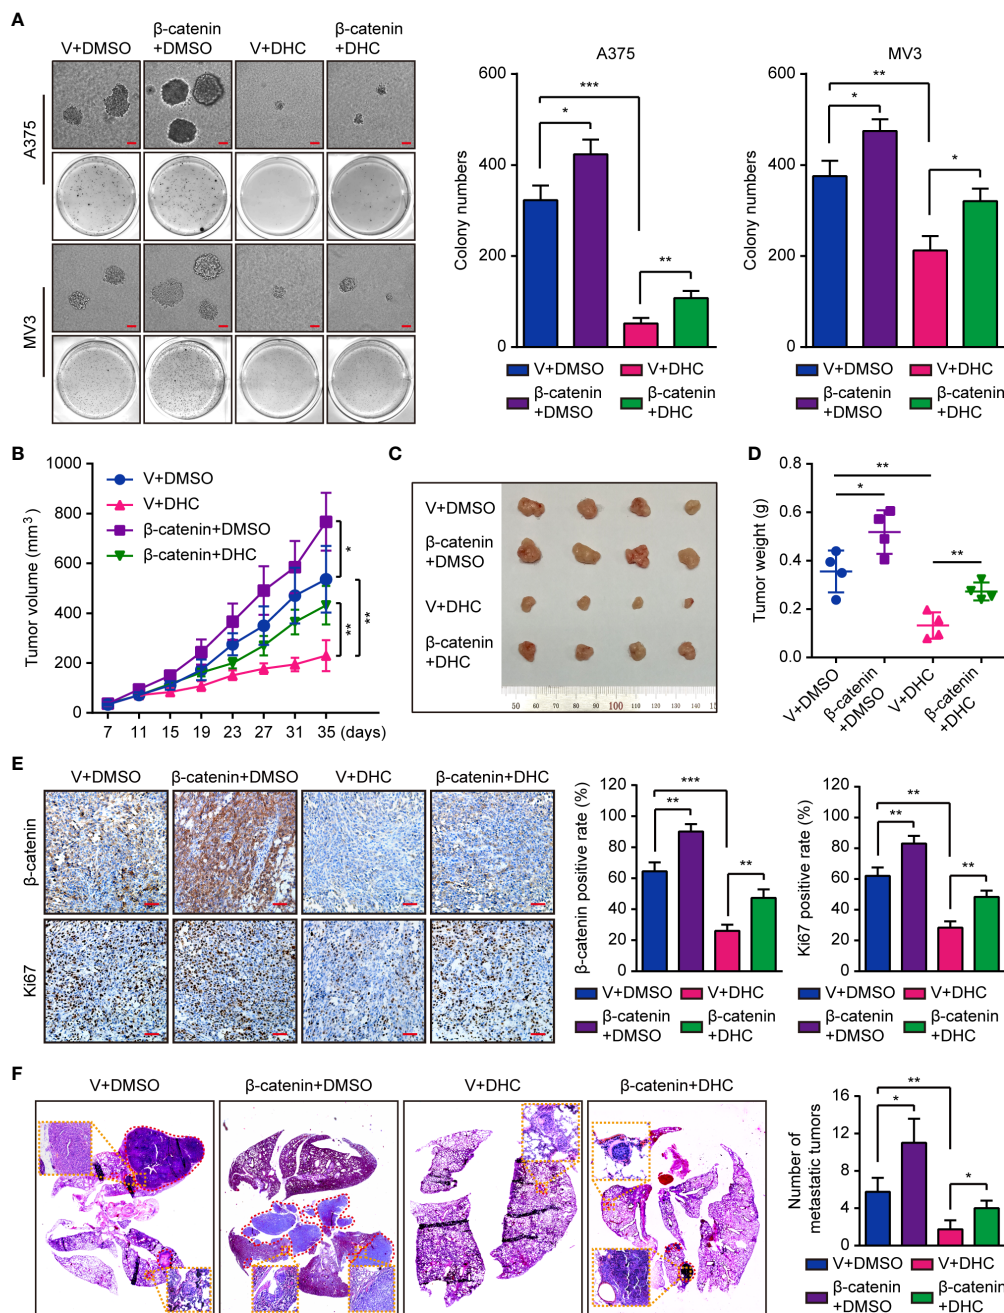 A
V+DMSO
β-catenin
+DMSO
V+DHC
β-catenin
+DHC
A375
MV3
A375
600
400
200
0
Colony numbers
***
*
**
V+DMSO
V+DHC
β-catenin
+DMSO
β-catenin
+DHC
MV3
600
400
200
0
Colony numbers
**
*
*
V+DMSO
V+DHC
β-catenin
+DMSO
β-catenin
+DHC
B
1000
800
600
400
200
0
Tumor volume (mm³)
V+DMSO
V+DHC
β-catenin+DMSO
β-catenin+DHC
*
**
**
7 11 15 19 23 27 31 35 (days)
C
V+DMSO
β-catenin
+DMSO
V+DHC
β-catenin
+DHC
50 60 70 80 90 100 110 120 130 140
D
0.8
0.6
0.4
0.2
0.0
Tumor weight (g)
**
*
**
V+DMSO
β-catenin
+DMSO
V+DHC
β-catenin
+DHC
E
V+DMSO
β-catenin+DMSO
V+DHC
β-catenin+DHC
β-catenin
Ki67
120
100
80
60
40
20
0
β-catenin positive rate (%)
***
**
**
V+DMSO
V+DHC
β-catenin
+DMSO
β-catenin
+DHC
120
100
80
60
40
20
0
Ki67 positive rate (%)
**
**
**
V+DMSO
V+DHC
β-catenin
+DMSO
β-catenin
+DHC
F
V+DMSO
β-catenin+DMSO
V+DHC
β-catenin+DHC
16
12
8
4
0
Number of
metastatic tumors
**
*
*
V+DMSO
V+DHC
β-catenin
+DMSO
β-catenin
+DHC